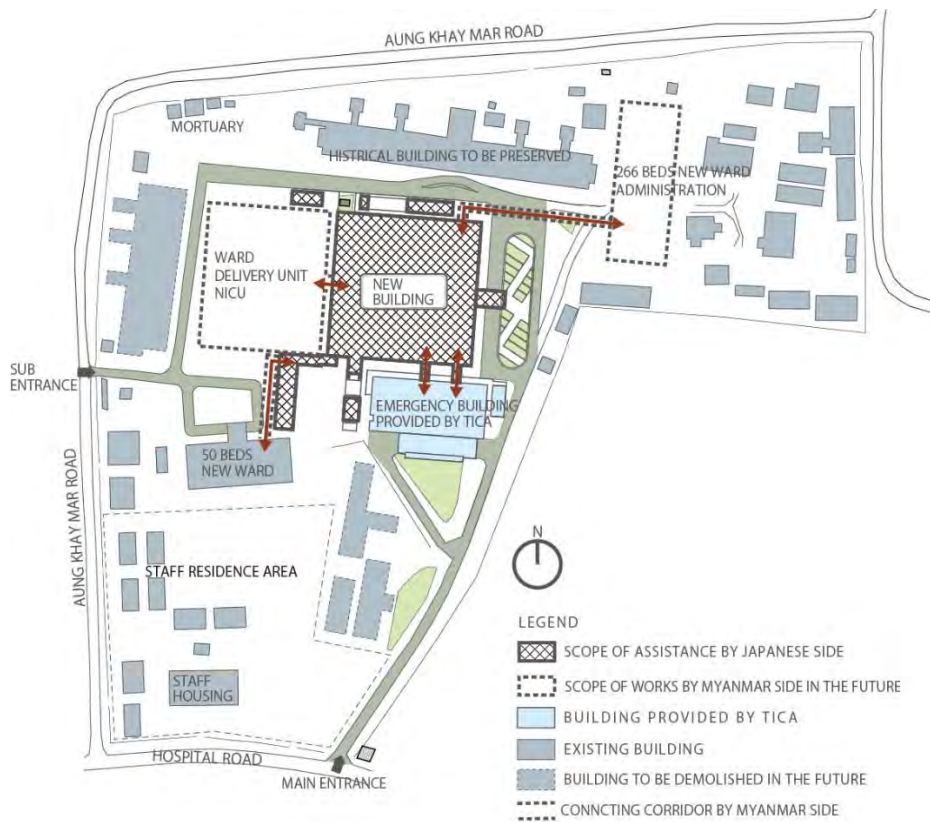 AUNG KHAY MAR ROAD
MORTUARY
HISTRICAL BUILDING TO BE PRESERVED
266 BEDS NEW WARD
ADMINISTRATION
WARD
DELIVERY UNIT
NICU
NEW
BUILDING
SUB
ENTRANCE
EMERGENCY BUILDING
PROVIDED BY TICA
50 BEDS
NEW WARD
AUNG KHAY MAR ROAD
STAFF RESIDENCE AREA
STAFF
HOUSING
HOSPITAL ROAD
MAIN ENTRANCE
N
LEGEND
SCOPE OF ASSISTANCE BY JAPANESE SIDE
SCOPE OF WORKS BY MYANMAR SIDE IN THE FUTURE
BUILDING PROVIDED BY TICA
EXISTING BUILDING
BUILDING TO BE DEMOLISHED IN THE FUTURE
CONNCTING CORRIDOR BY MYANMAR SIDE